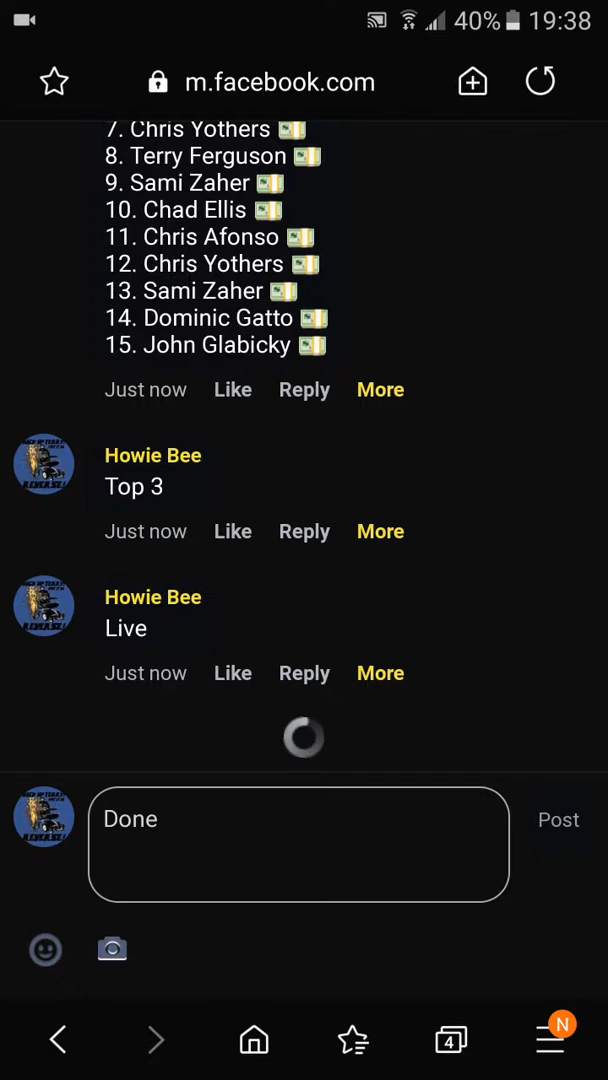 40% 19:38
m.facebook.com
7. Chris Yothers
8. Terry Ferguson
9. Sami Zaher
10. Chad Ellis
11. Chris Afonso
12. Chris Yothers
13. Sami Zaher
14. Dominic Gatto
15. John Glabicky
Just now Like Reply More
Howie Bee
Top 3
Just now Like Reply More
Howie Bee
Live
Just now Like Reply More
Done
Post
4
N